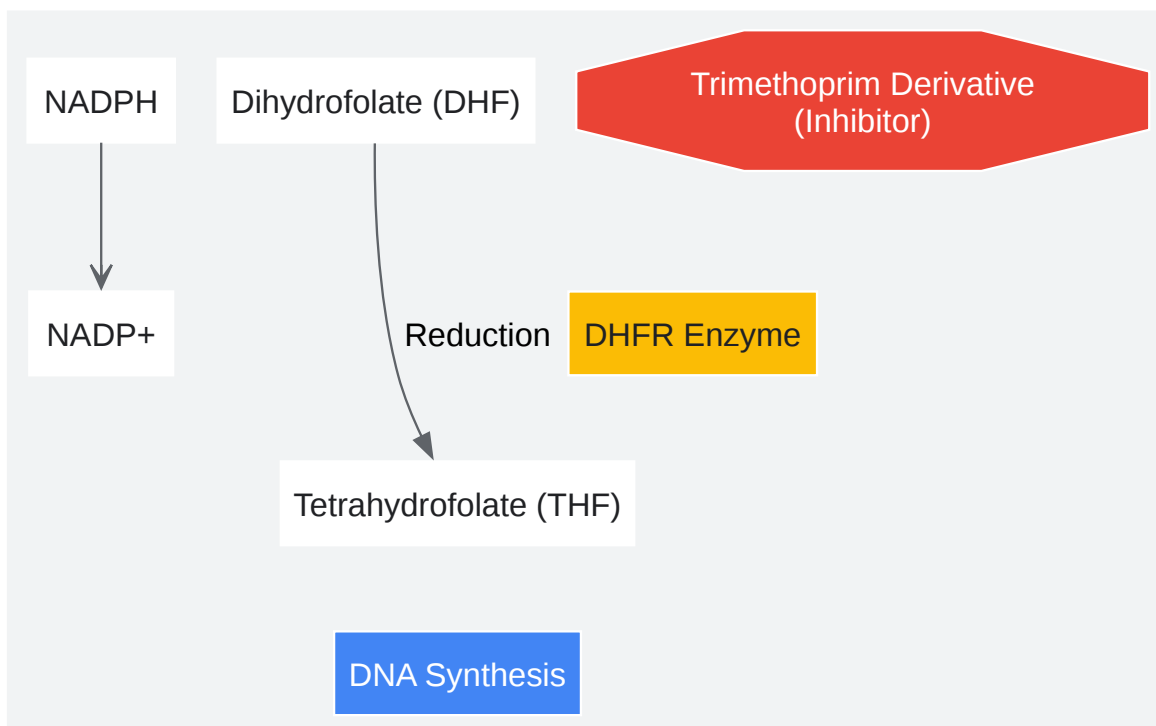 NADPH
Dihydrofolate (DHF)
Trimethoprim Derivative
(Inhibitor)
NADP+
Reduction
DHFR Enzyme
Tetrahydrofolate (THF)
DNA Synthesis